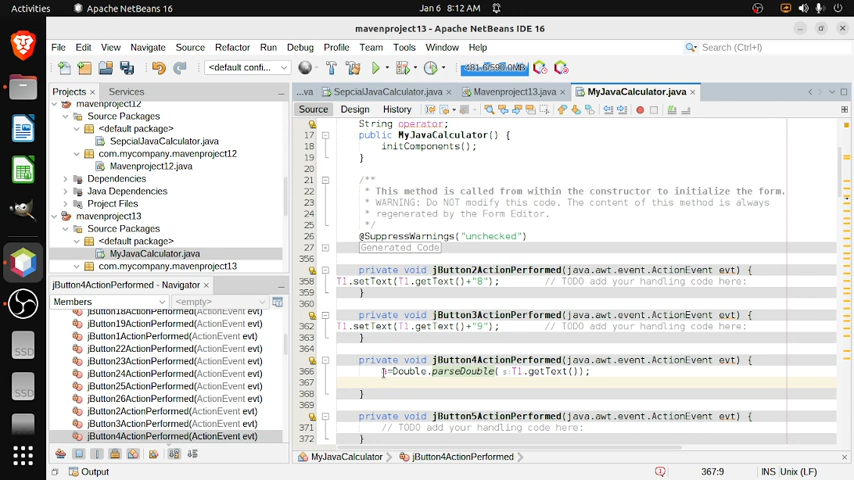 Activities
Apache NetBeans IDE 16
Jan 6 8:12 AM
mavenproject13 - Apache NetBeans IDE 16
File Edit View Navigate Source Refactor Run Debug Profile Team Tools Window Help
Search (Ctrl+I)
<default confi...
481.6/590.0MB
Projects
Services
...va
SepcialJavaCalculator.java
Mavenproject13.java
MyJavaCalculator.java
Source Design History
mavenproject12
Source Packages
<default package>
SepcialJavaCalculator.java
com.mycompany.mavenproject12
Mavenproject12.java
Dependencies
Java Dependencies
Project Files
mavenproject13
Source Packages
<default package>
MyJavaCalculator.java
com.mycompany.mavenproject13
jButton4ActionPerformed - Navigator
Members
<empty>
jButton18ActionPerformed(ActionEvent evt)
jButton19ActionPerformed(ActionEvent evt)
jButton1ActionPerformed(ActionEvent evt)
jButton22ActionPerformed(ActionEvent evt)
jButton23ActionPerformed(ActionEvent evt)
jButton24ActionPerformed(ActionEvent evt)
jButton25ActionPerformed(ActionEvent evt)
jButton26ActionPerformed(ActionEvent evt)
jButton2ActionPerformed(ActionEvent evt)
jButton3ActionPerformed(ActionEvent evt)
jButton4ActionPerformed(ActionEvent evt)
String operator;
17 public MyJavaCalculator() {
18 initComponents();
19 }
20
21 /**
22 * This method is called from within the constructor to initialize the form.
23 * WARNING: Do NOT modify this code. The content of this method is always
24 * regenerated by the Form Editor.
25 */
26 @SuppressWarnings("unchecked")
27 Generated Code
356
private void jButton2ActionPerformed(java.awt.event.ActionEvent evt) {
358 T1.setText(T1.getText()+"8"); // TODO add your handling code here:
359 }
360
private void jButton3ActionPerformed(java.awt.event.ActionEvent evt) {
362 T1.setText(T1.getText()+"9"); // TODO add your handling code here:
363 }
364
private void jButton4ActionPerformed(java.awt.event.ActionEvent evt) {
366 =Double.parseDouble( s:T1.getText());
367
368 }
369
private void jButton5ActionPerformed(java.awt.event.ActionEvent evt) {
371 // TODO add your handling code here:
372 }
MyJavaCalculator
jButton4ActionPerformed
Output
1
367:9
INS
Unix (LF)
SSD
SSD